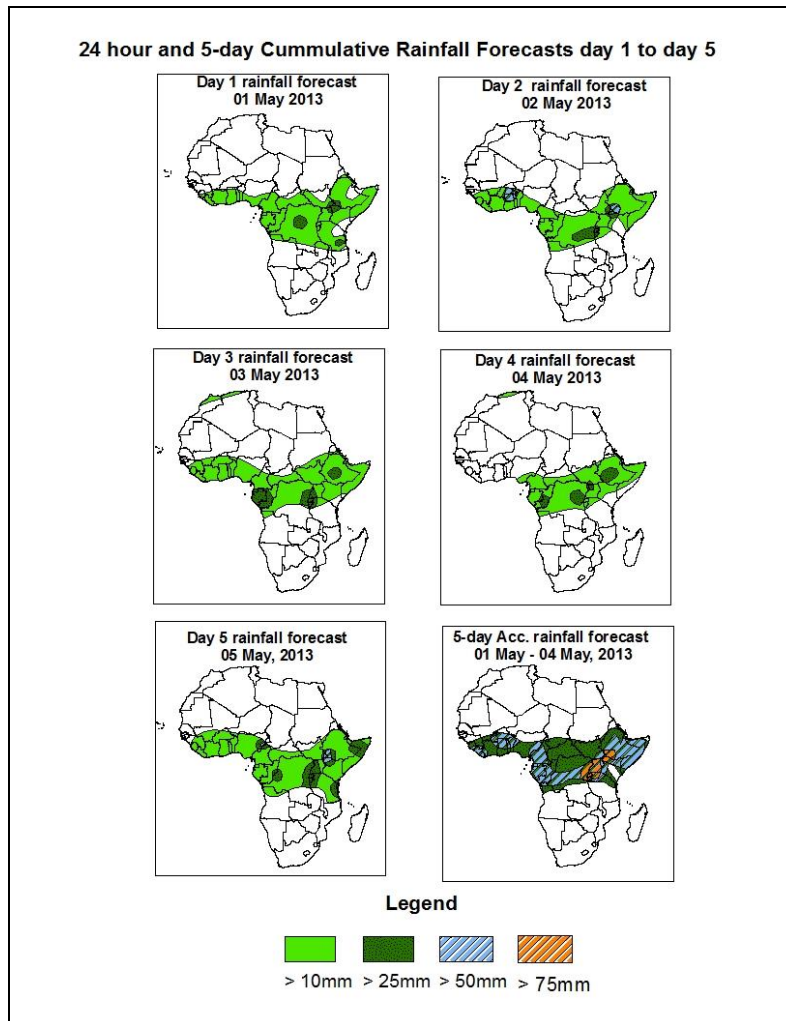 24 hour and 5-day Cummulative Rainfall Forecasts day 1 to day 5
Day 1 rainfall forecast
01 May 2013
Day 2 rainfall forecast
02 May 2013
Day 3 rainfall forecast
03 May 2013
Day 4 rainfall forecast
04 May 2013
Day 5 rainfall forecast
05 May, 2013
5-day Acc. rainfall forecast
01 May - 04 May, 2013
Legend
> 10mm
> 25mm
> 50mm
> 75mm